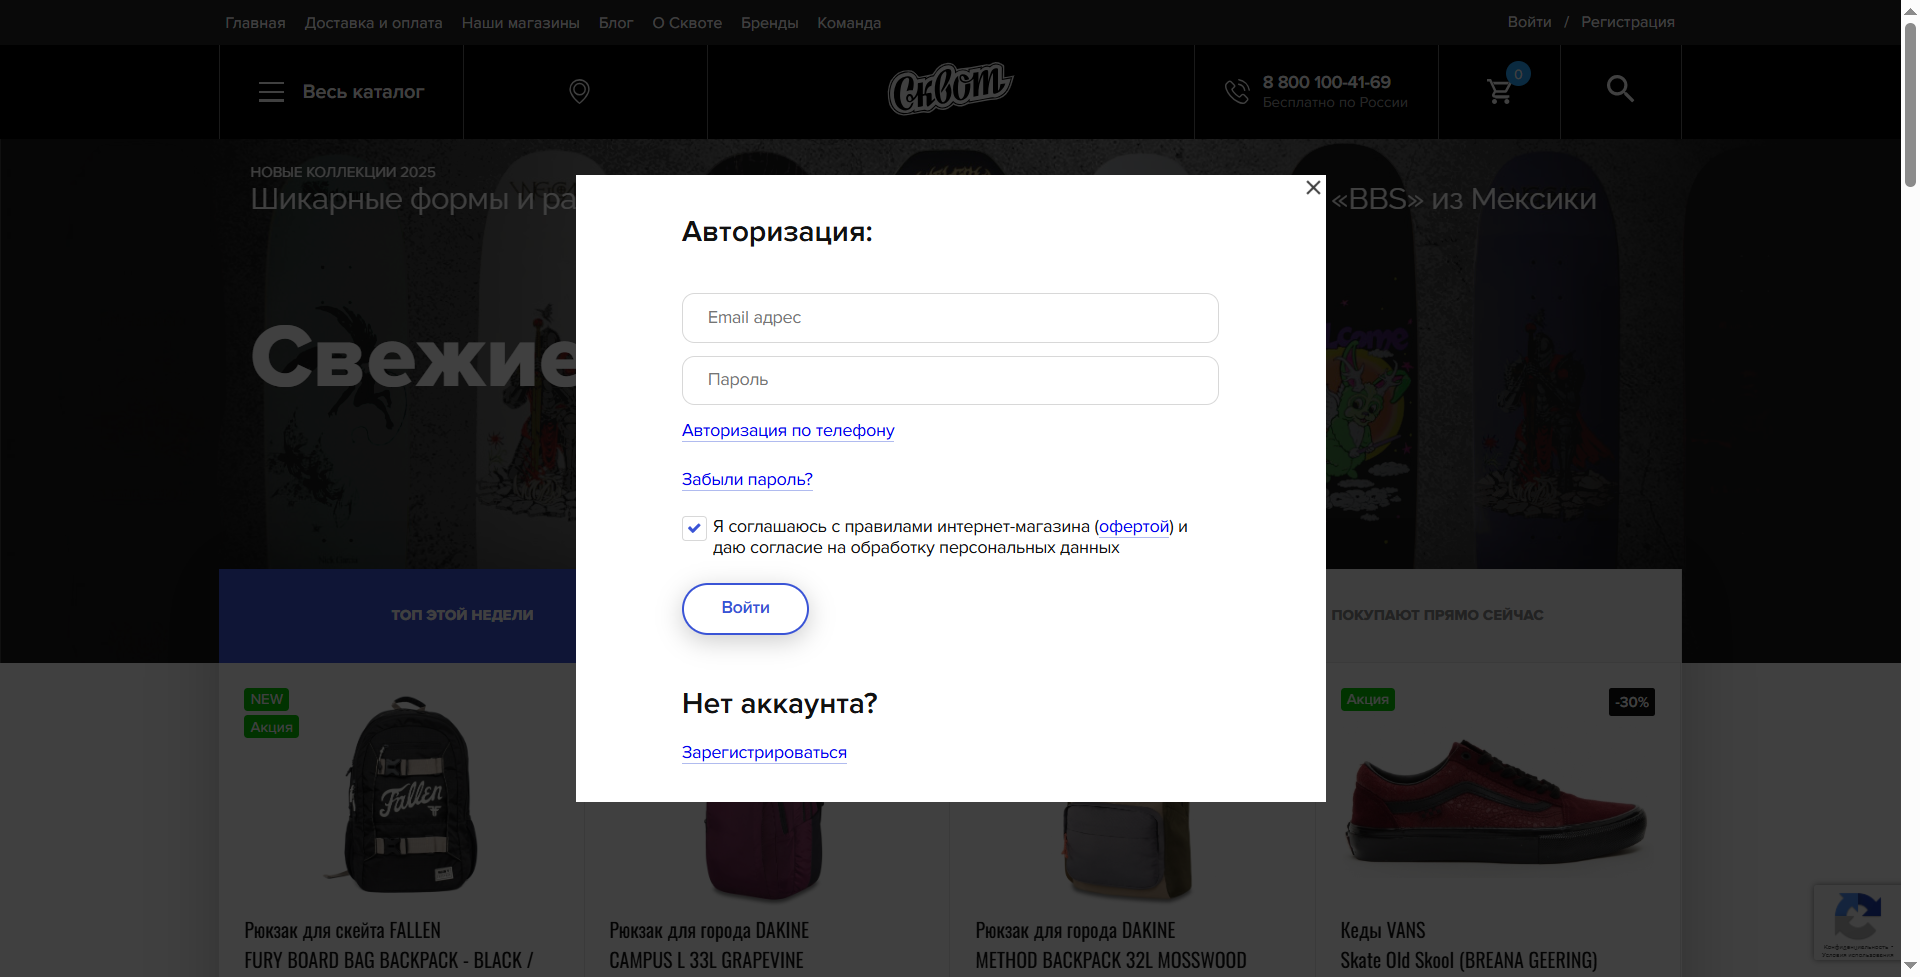 Главная Доставка и оплата Наши магазины Блог О Сквоте Бренды Команда Войти / Регистрация
Весь каталог
Сквот
8 800 100-41-69
Бесплатно по России
0
НОВЫЕ КОЛЛЕКЦИИ 2025
Шикарные формы и ра
«BBS» из Мексики
Свежие
Авторизация:
Email адрес
Пароль
Авторизация по телефону
Забыли пароль?
Я соглашаюсь с правилами интернет-магазина (офертой) и
даю согласие на обработку персональных данных
Войти
Нет аккаунта?
Зарегистрироваться
ТОП ЭТОЙ НЕДЕЛИ
ПОКУПАЮТ ПРЯМО СЕЙЧАС
NEW
Акция
Fallen
Акция
-30%
Рюкзак для скейта FALLEN
FURY BOARD BAG BACKPACK - BLACK /
Рюкзак для города DAKINE
CAMPUS L 33L GRAPEVINE
Рюкзак для города DAKINE
METHOD BACKPACK 32L MOSSWOOD
Кеды VANS
Skate Old Skool (BREANA GEERING)
Конфиденциальность -
Условия использования